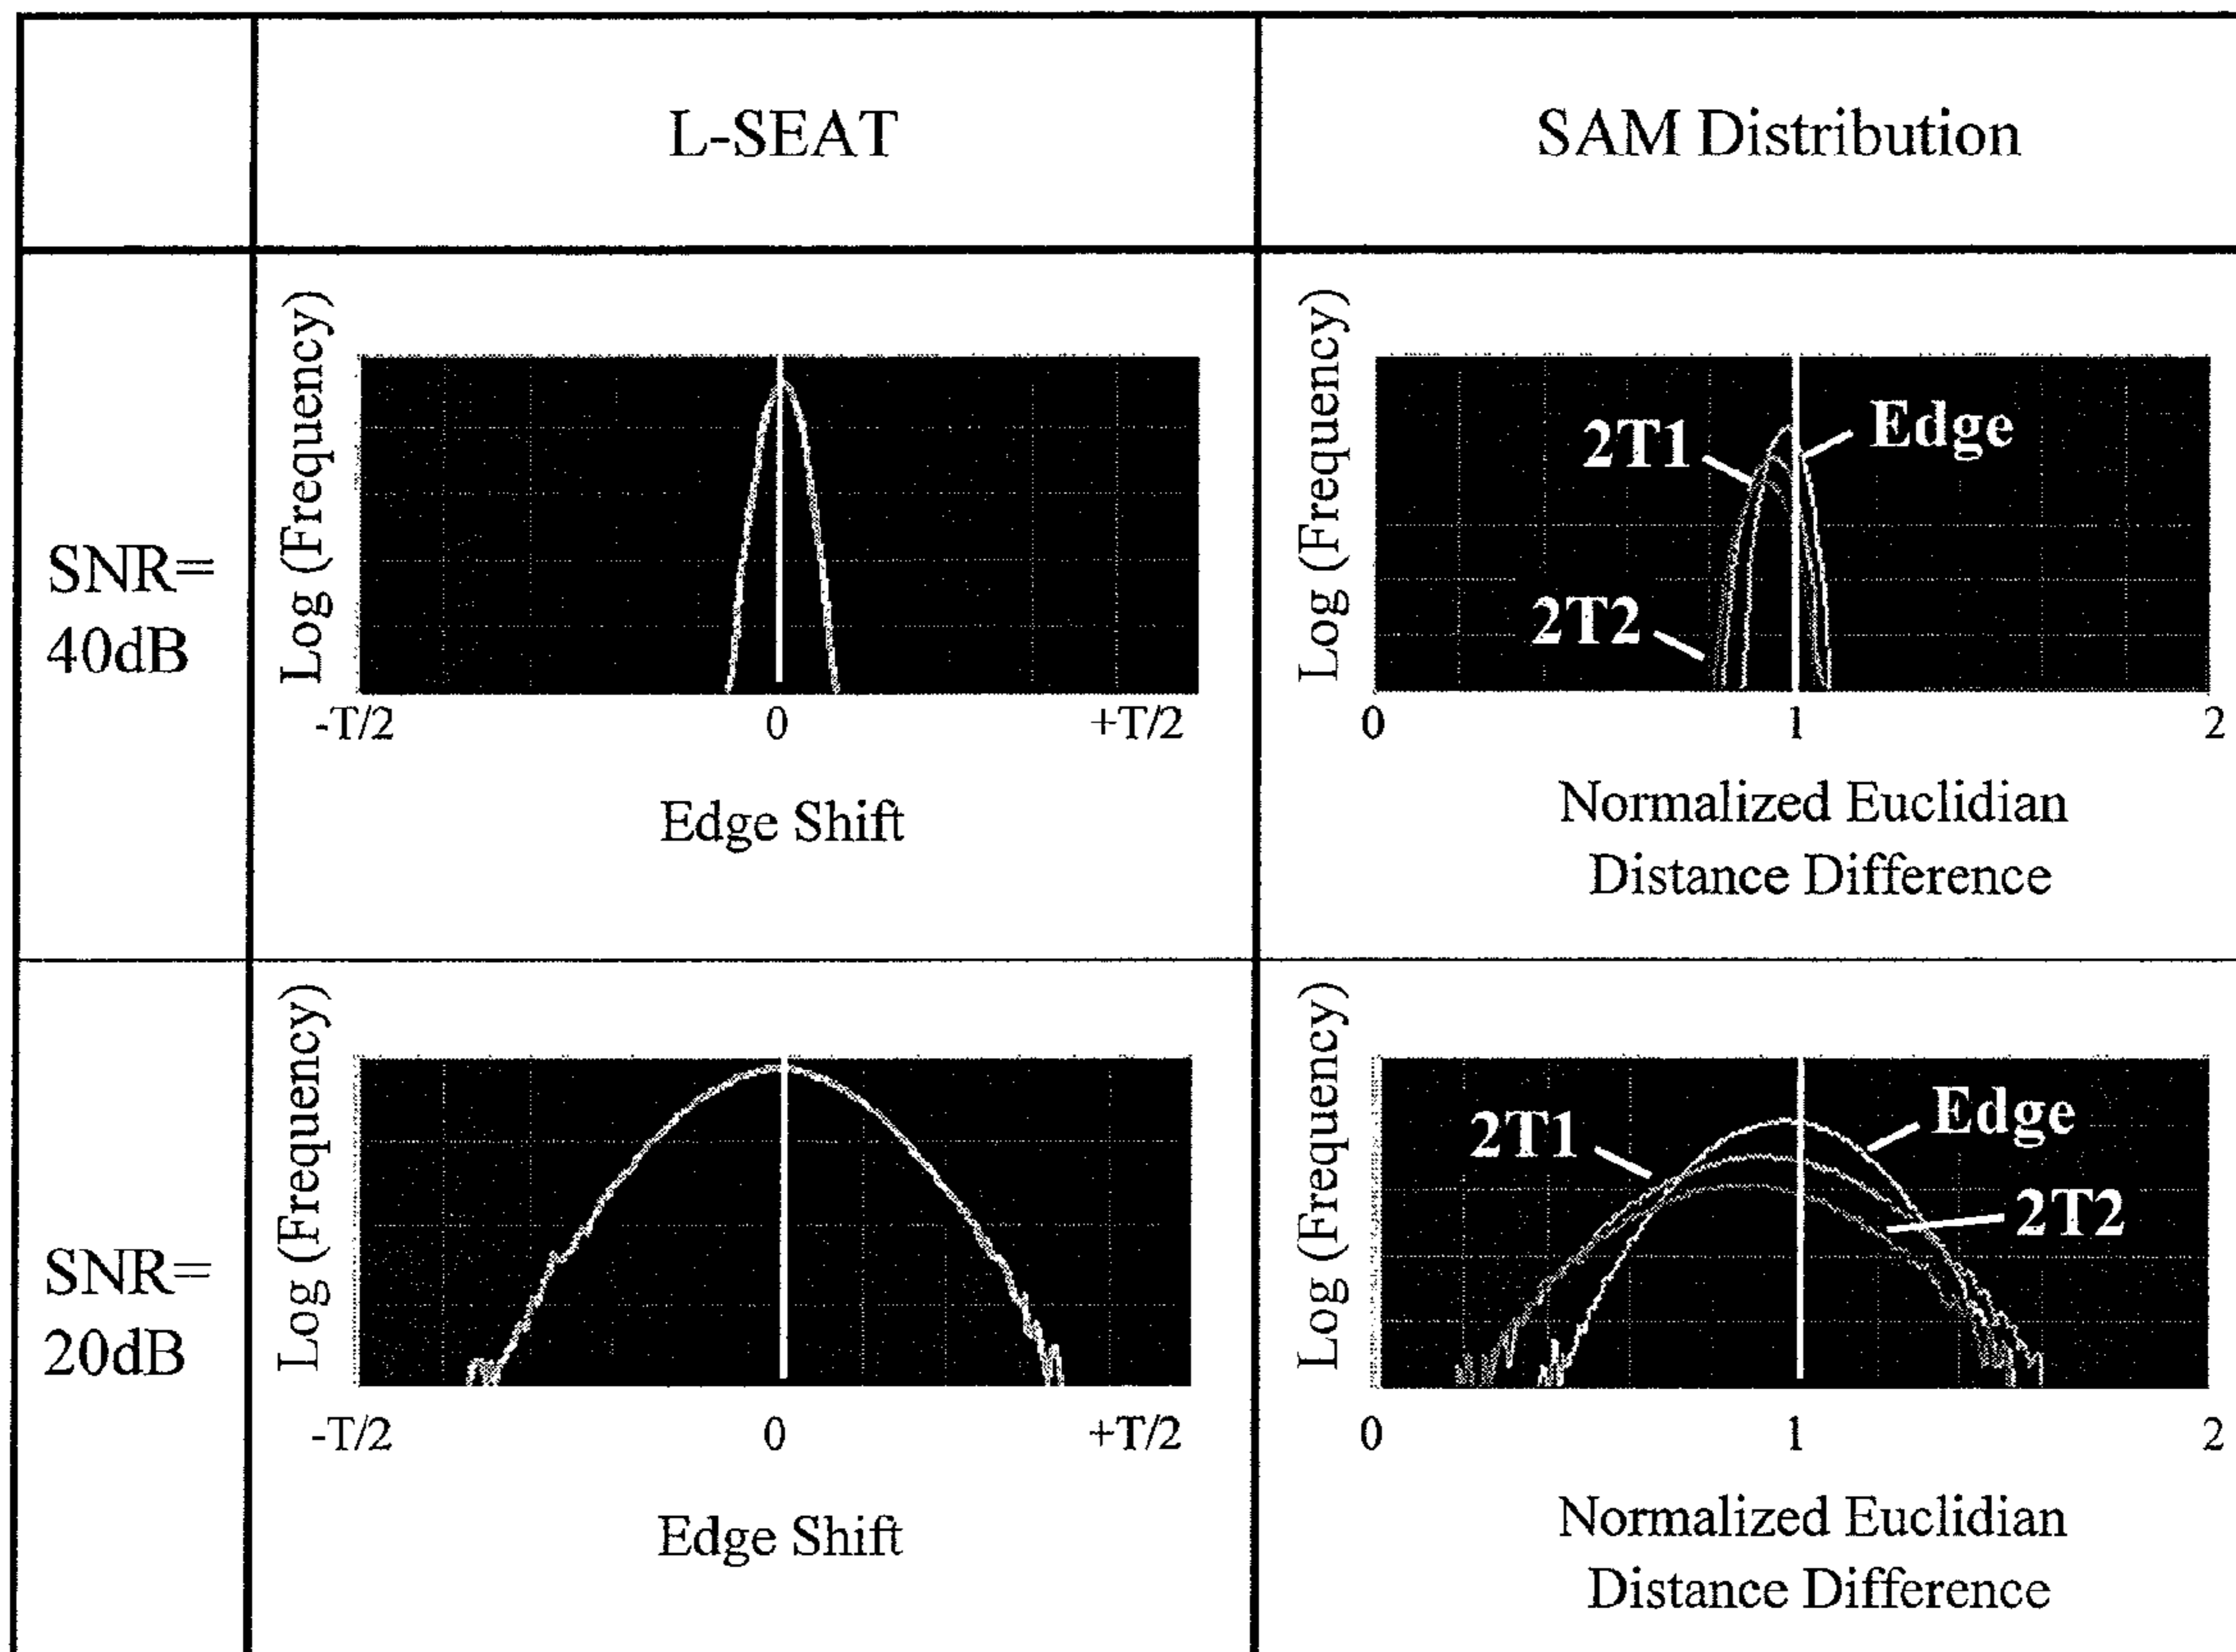 L-SEAT
SAM Distribution
SNR=
40dB
Log (Frequency)
-T/2
0
+T/2
Edge Shift
Log (Frequency)
2T1
Edge
2T2
0
1
2
Normalized Euclidian
Distance Difference
SNR=
20dB
Log (Frequency)
-T/2
0
+T/2
Edge Shift
Log (Frequency)
2T1
Edge
2T2
0
1
2
Normalized Euclidian
Distance Difference